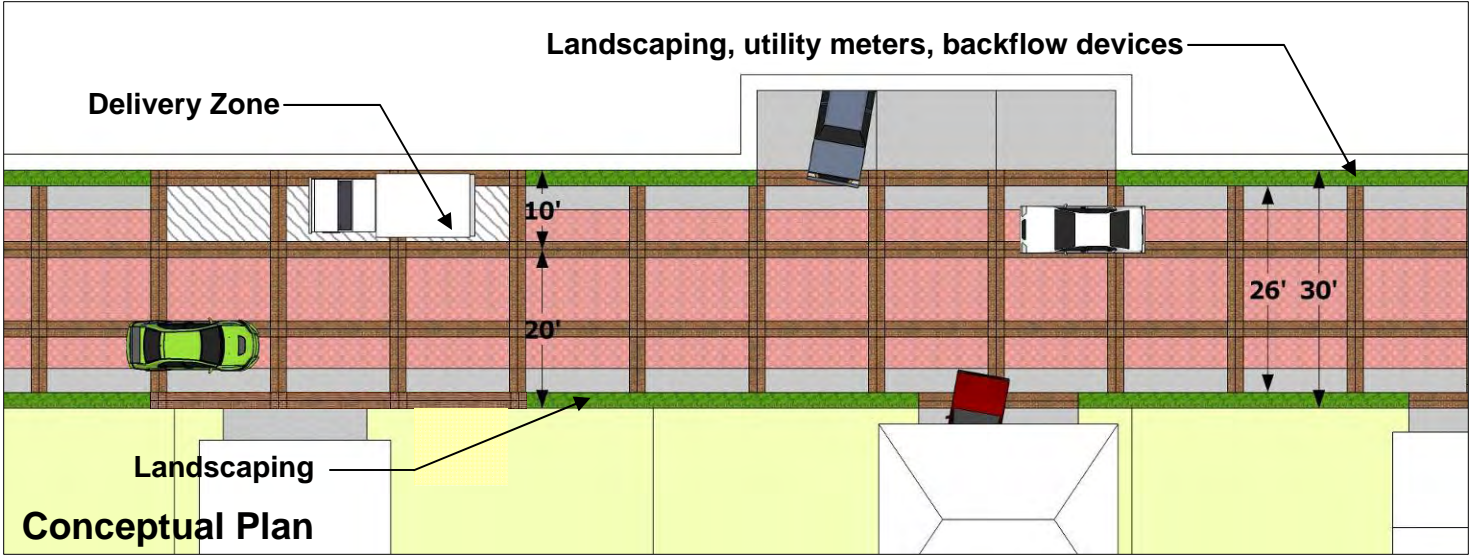 Landscaping, utility meters, backflow devices
Delivery Zone
10'
26' 30'
20'
Landscaping
Conceptual Plan